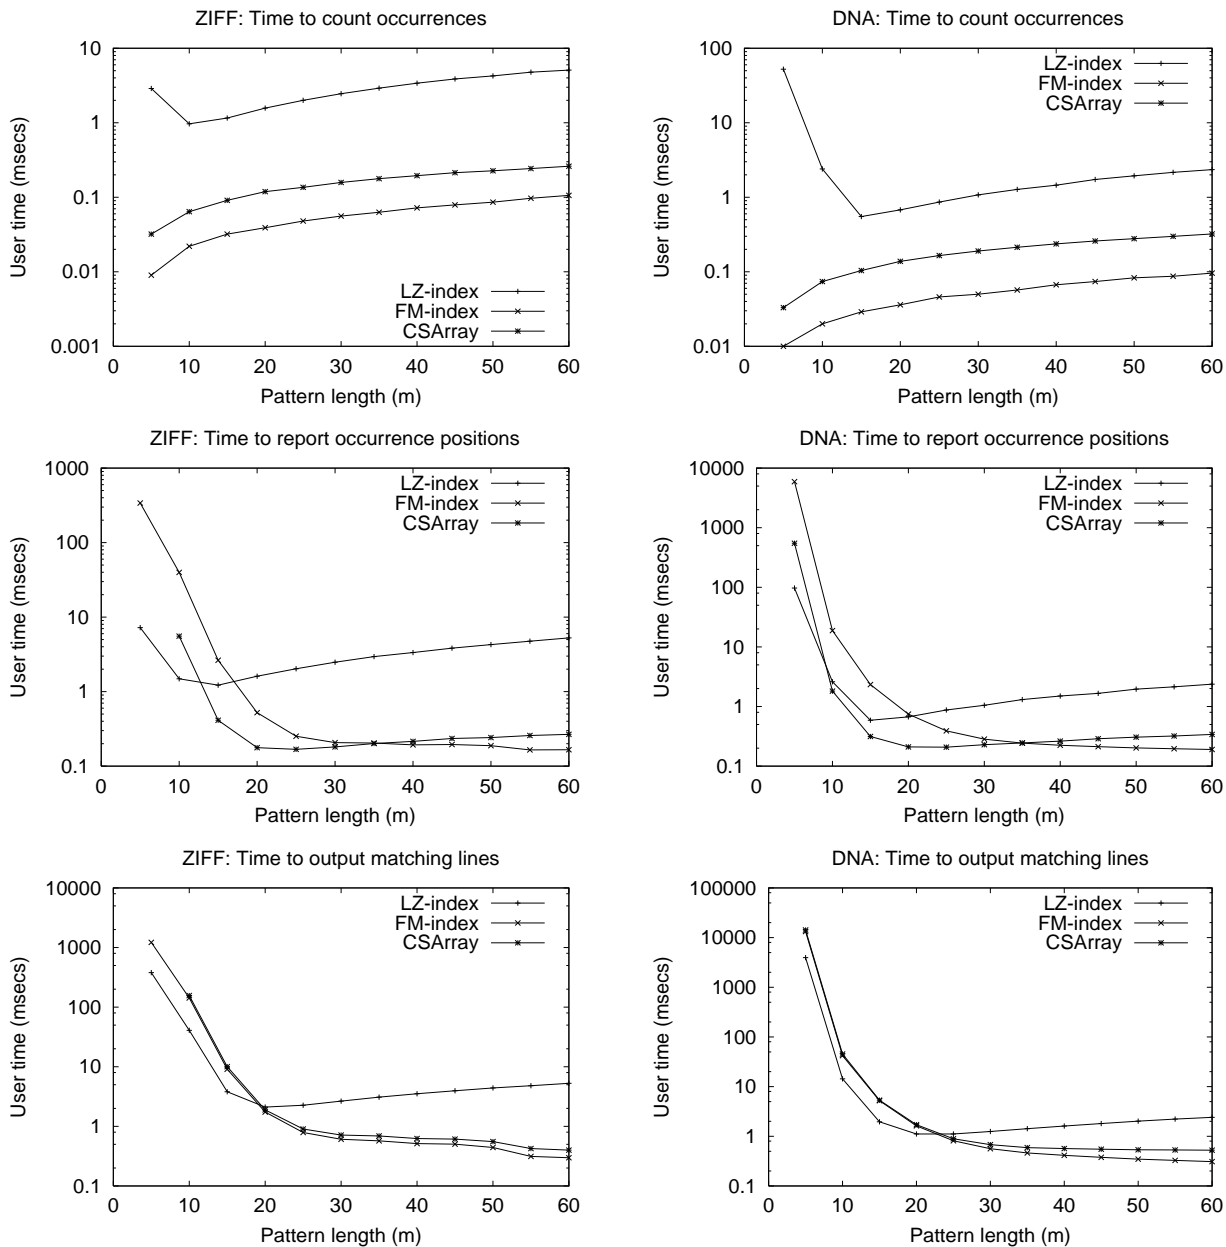 ZIFF: Time to count occurrences
User time (msecs)
10
1
0.1
0.01
0.001
LZ-index
FM-index
CSArray
0 10 20 30 40 50 60
Pattern length (m)
DNA: Time to count occurrences
User time (msecs)
100
10
1
0.1
0.01
LZ-index
FM-index
CSArray
0 10 20 30 40 50 60
Pattern length (m)
ZIFF: Time to report occurrence positions
User time (msecs)
1000
100
10
1
0.1
LZ-index
FM-index
CSArray
0 10 20 30 40 50 60
Pattern length (m)
DNA: Time to report occurrence positions
User time (msecs)
10000
1000
100
10
1
0.1
LZ-index
FM-index
CSArray
0 10 20 30 40 50 60
Pattern length (m)
ZIFF: Time to output matching lines
User time (msecs)
10000
1000
100
10
1
0.1
LZ-index
FM-index
CSArray
0 10 20 30 40 50 60
Pattern length (m)
DNA: Time to output matching lines
User time (msecs)
100000
10000
1000
100
10
1
0.1
LZ-index
FM-index
CSArray
0 10 20 30 40 50 60
Pattern length (m)